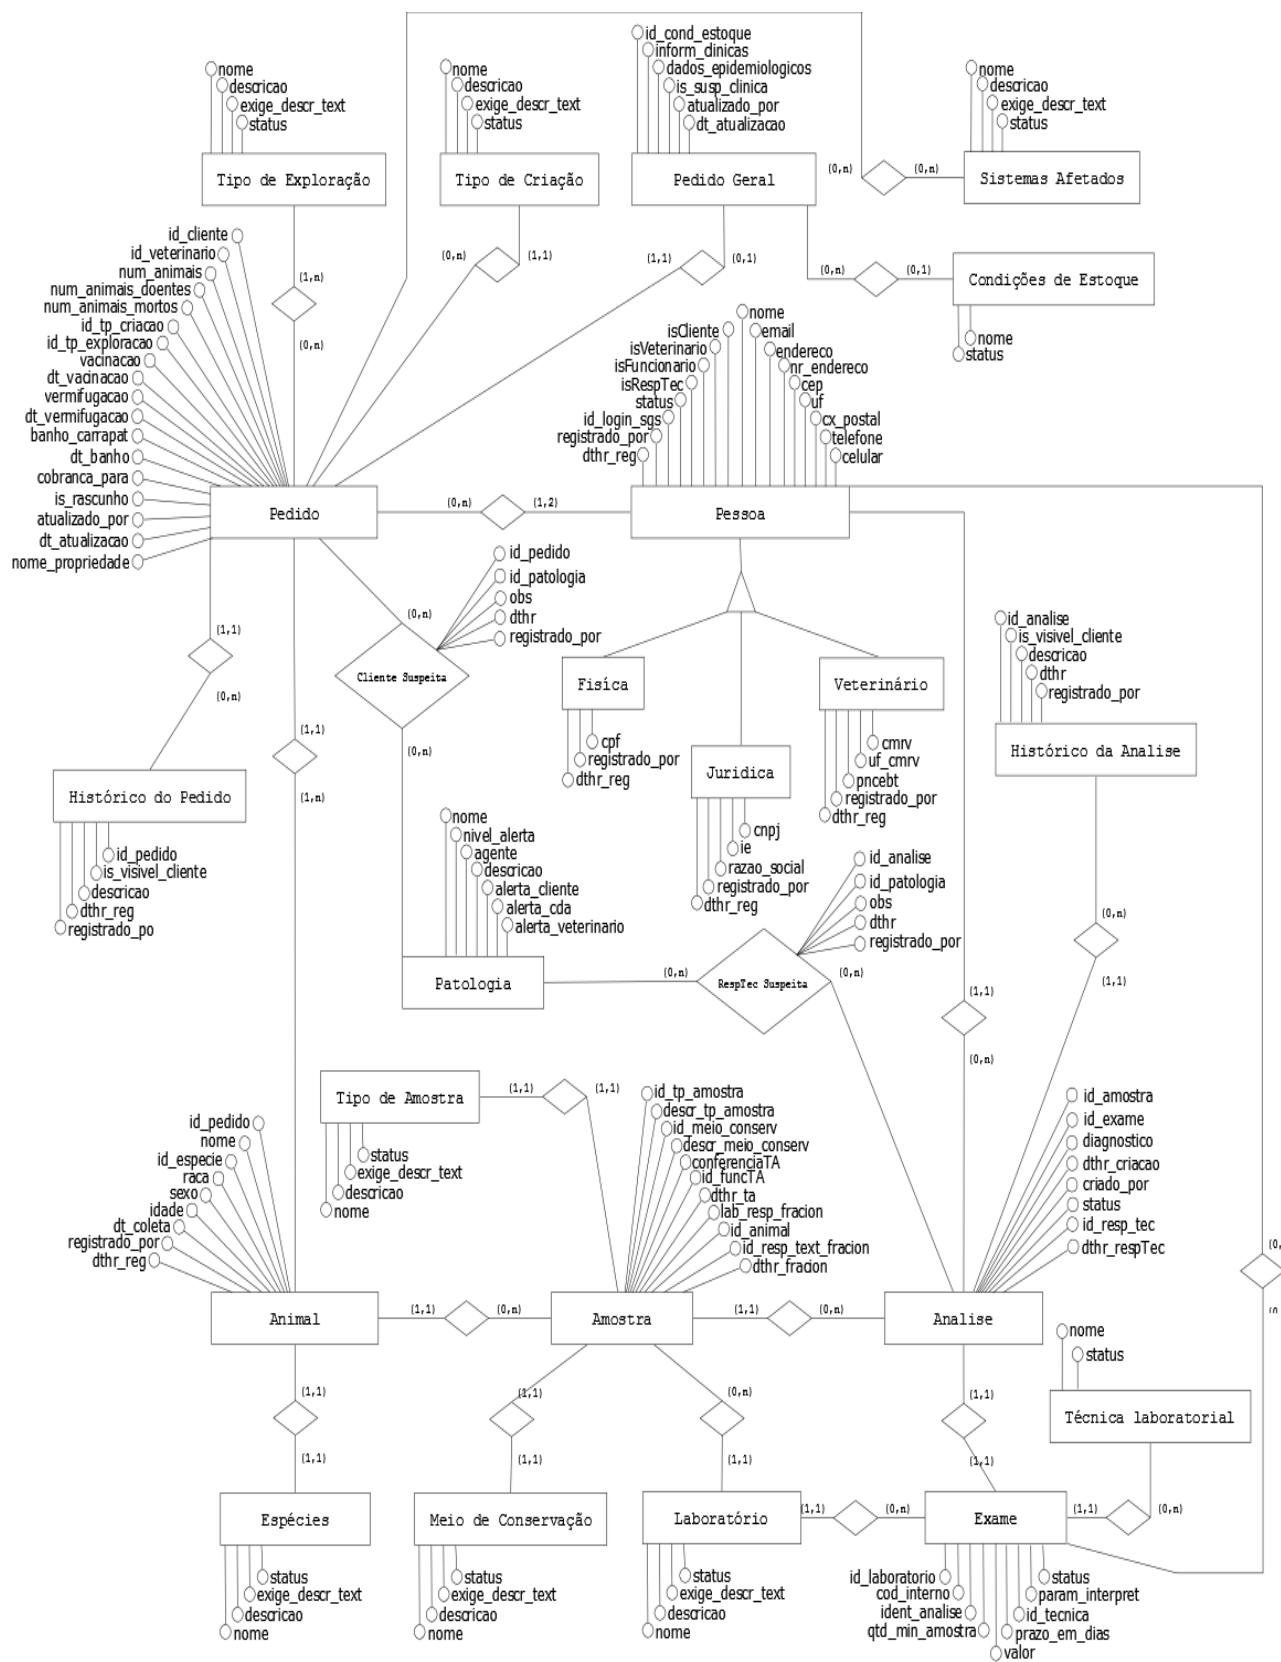 nome
descricao
exige_descr_text
status
Tipo de Exploração
nome
descricao
exige_descr_text
status
Tipo de Criação
id_cond_estoque
inform_clinicas
dados_epidemiologicos
is_susp_clinica
atualizado_por
dt_atualizacao
Pedido Geral
nome
descricao
exige_descr_text
status
Sistemas Afetados
(0,n)
(0,n)
(1,n)
(0,n)
(0,n)
(1,1)
(1,1)
(0,1)
(0,n)
(0,1)
Condições de Estoque
nome
status
id_cliente
id_veterinario
num_animais
num_animais_doentes
num_animais_mortos
id_tp_criacao
id_tp_exploracao
vacinacao
dt_vacinacao
vermifugacao
dt_vermifugacao
banho_carrapat
dt_banho
cobranca_para
is_rascunho
atualizado_por
dt_atualizacao
nome_propriedade
Pedido
(0,n)
(1,2)
nome
isCliente
isVeterinario
isFuncionario
isRespTec
status
id_login_sgs
registrado_por
dthr_reg
email
endereco
nr_endereco
cep
uf
cx_postal
telefone
celular
Pessoa
(1,1)
(0,n)
Histórico do Pedido
id_pedido
is_visivel_cliente
descricao
dthr_reg
registrado_po
(1,1)
(1,n)
(0,n)
Cliente Suspeita
(0,n)
id_pedido
id_patologia
obs
dthr
registrado_por
Fisíca
cpf
registrado_por
dthr_reg
Juridica
cnpj
ie
razao_social
registrado_por
dthr_reg
Veterinário
cmrv
uf_cmrv
pncebt
registrado_por
dthr_reg
id_analise
is_visivel_cliente
descricao
dthr
registrado_por
Histórico da Analise
(0,n)
(1,1)
nome
nivel_alerta
agente
descricao
alerta_cliente
alerta_cda
alerta_veterinario
Patologia
(0,n)
RespTec Suspeita
(0,n)
id_analise
id_patologia
obs
dthr
registrado_por
(1,1)
(0,n)
Tipo de Amostra
status
exige_descr_text
descricao
nome
(1,1)
(1,1)
id_tp_amostra
descr_tp_amostra
id_meio_conserv
descr_meio_conserv
conferenciaTA
id_funcTA
dthr_ta
lab_resp_fracion
id_animal
id_resp_text_fracion
dthr_fracion
id_pedido
nome
id_especie
raca
sexo
idade
dt_coleta
registrado_por
dthr_reg
id_amostra
id_exame
diagnostico
dthr_criacao
criado_por
status
id_resp_tec
dthr_respTec
Animal
(1,1)
(0,n)
Amostra
(1,1)
(0,n)
Analise
(0,
(0
nome
status
Técnica laboratorial
(1,1)
(1,1)
(1,1)
(1,1)
(0,n)
(1,1)
(1,1)
(1,1)
Espécies
status
exige_descr_text
descricao
nome
Meio de Conservação
status
exige_descr_text
descricao
nome
Laboratório
status
exige_descr_text
descricao
nome
(1,1)
(0,n)
Exame
(1,1)
(0,n)
id_laboratorio
cod_interno
ident_analise
qtd_min_amostra
status
param_interpret
id_tecnica
prazo_em_dias
valor